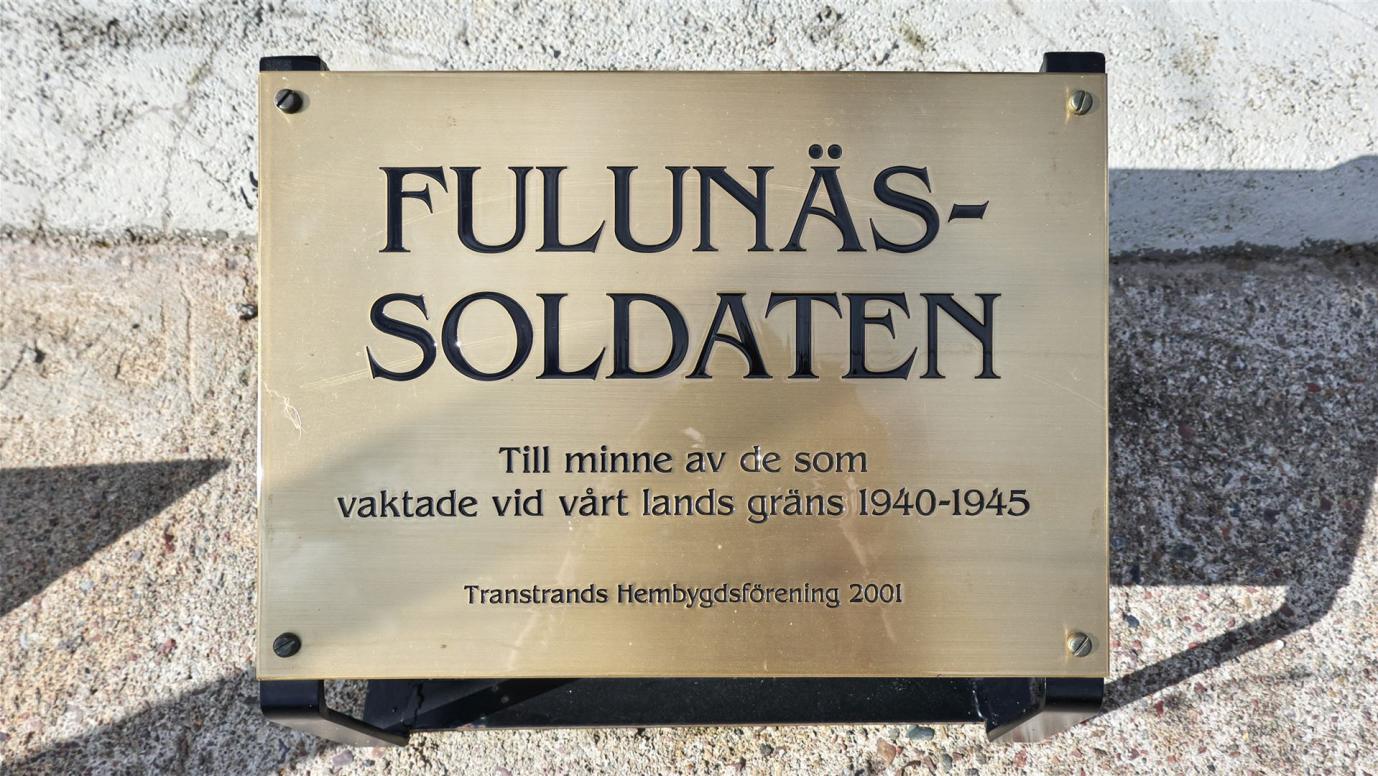 FULUNÄS-
SOLDATEN
Till minne av de som
vaktade vid vårt lands gräns 1940-1945
Transtrands Hembygdsförening 2001